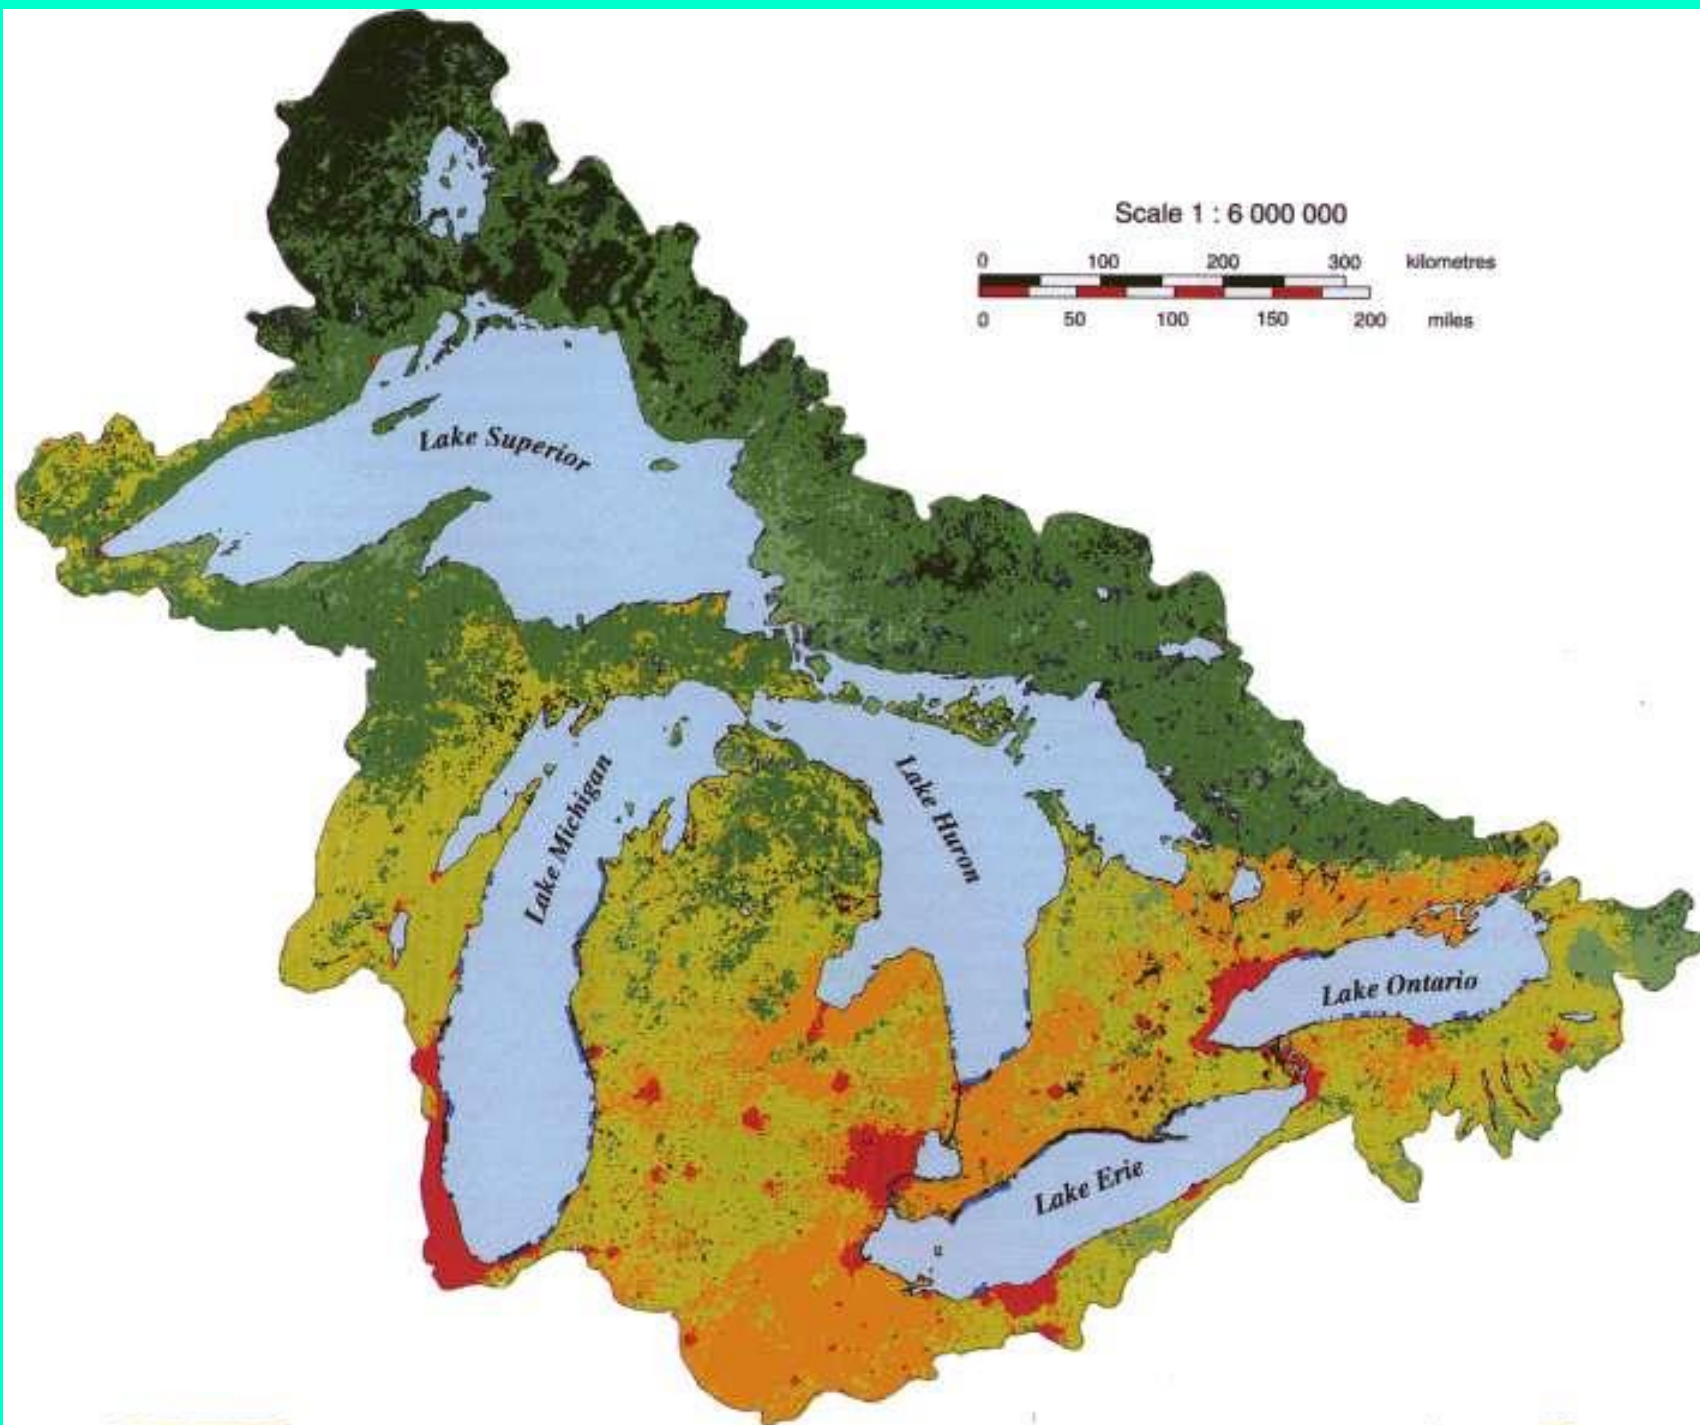 Scale 1 : 6 000 000
0 100 200 300 kilometres
0 50 100 150 200 miles
Lake Superior
Lake Michigan
Lake Huron
Lake Ontario
Lake Erie